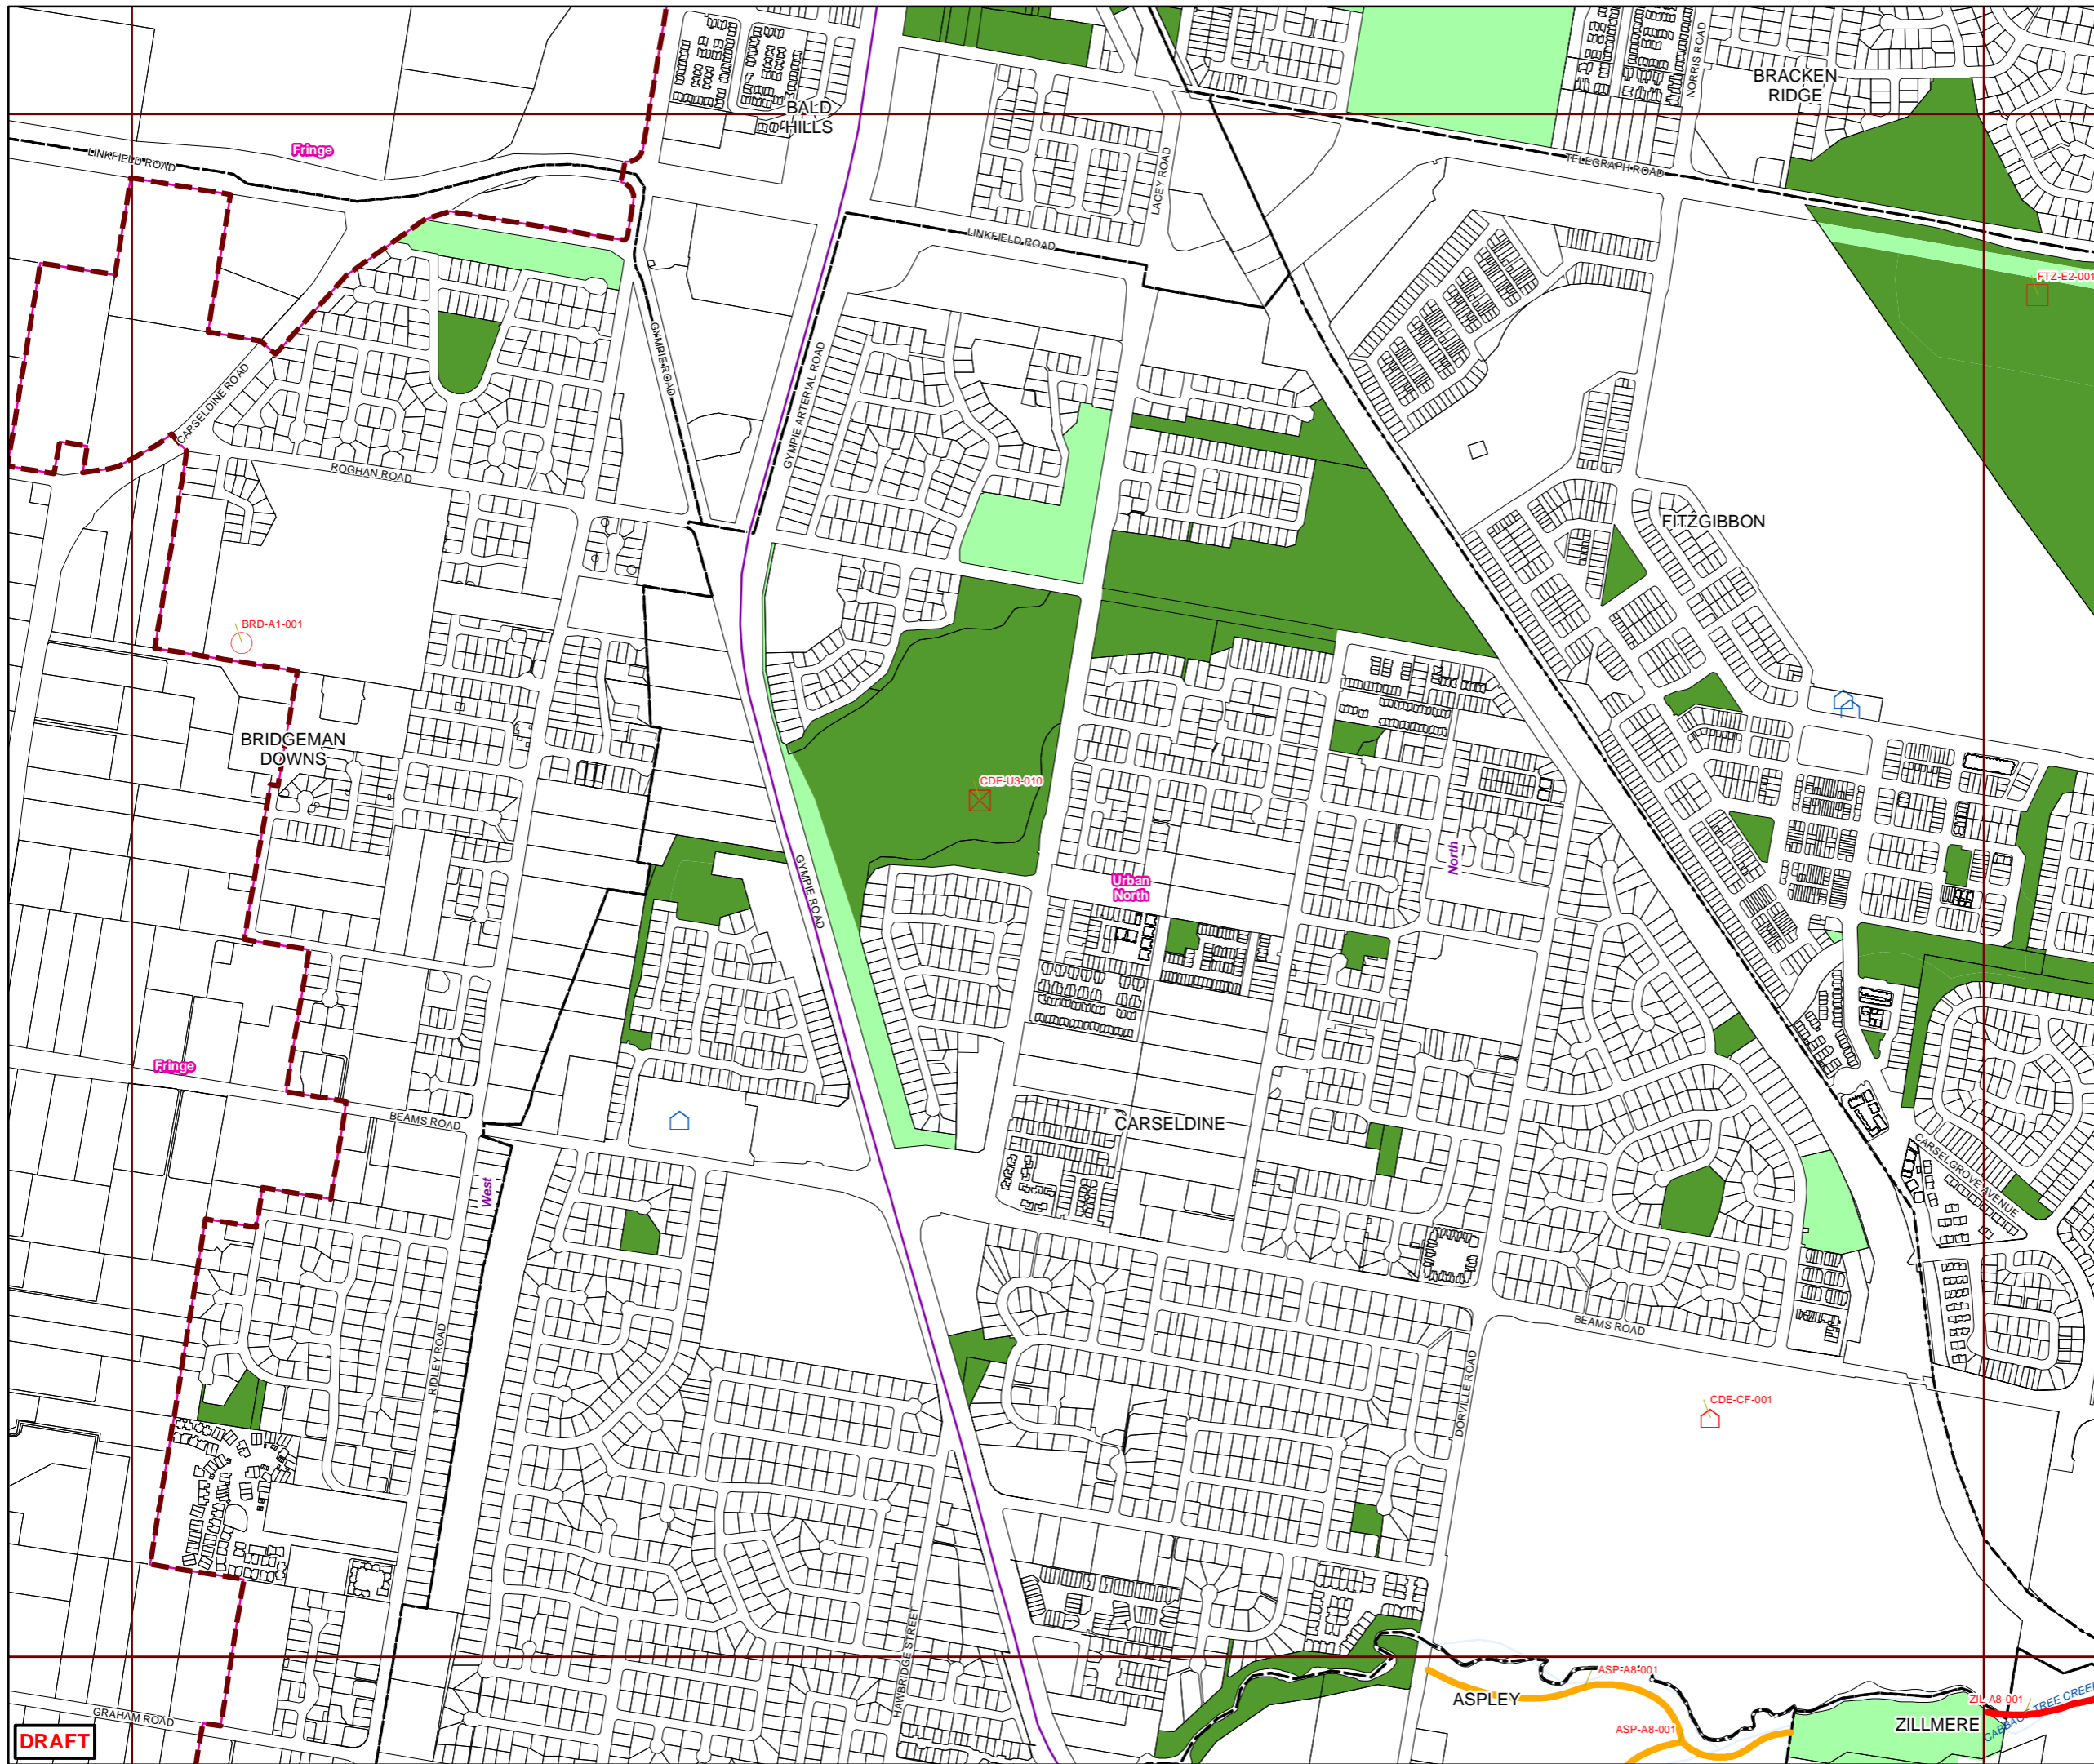 NORRIS ROAD
BRACKEN
RIDGE
BALD
HILLS
Fringe
LINKFIELD ROAD
TELEGRAPH ROAD
LACEY ROAD
LINKFIELD ROAD
FTZ-E2-001
GYMPIE ROAD
GYMPIE ARTERIAL ROAD
CARSELDINE ROAD
ROGHAN ROAD
FITZGIBBON
BRD-A1-001
BRIDGEMAN
DOWNS
CDE-U3-010
GYMPIE ROAD
North
Urban
North
Fringe
BEAMS ROAD
CARSELDINE
CARSELGROVE AVENUE
West
BEAMS ROAD
RIDLEY ROAD
DORVILLE ROAD
CDE-CF-001
HAWBRIDGE STREET
ASP-A8-001
ASPLEY
ZIL-A8-001
CABBAGE TREE CREEK
GRAHAM ROAD
ASP-A8-001
ZILLMERE
DRAFT